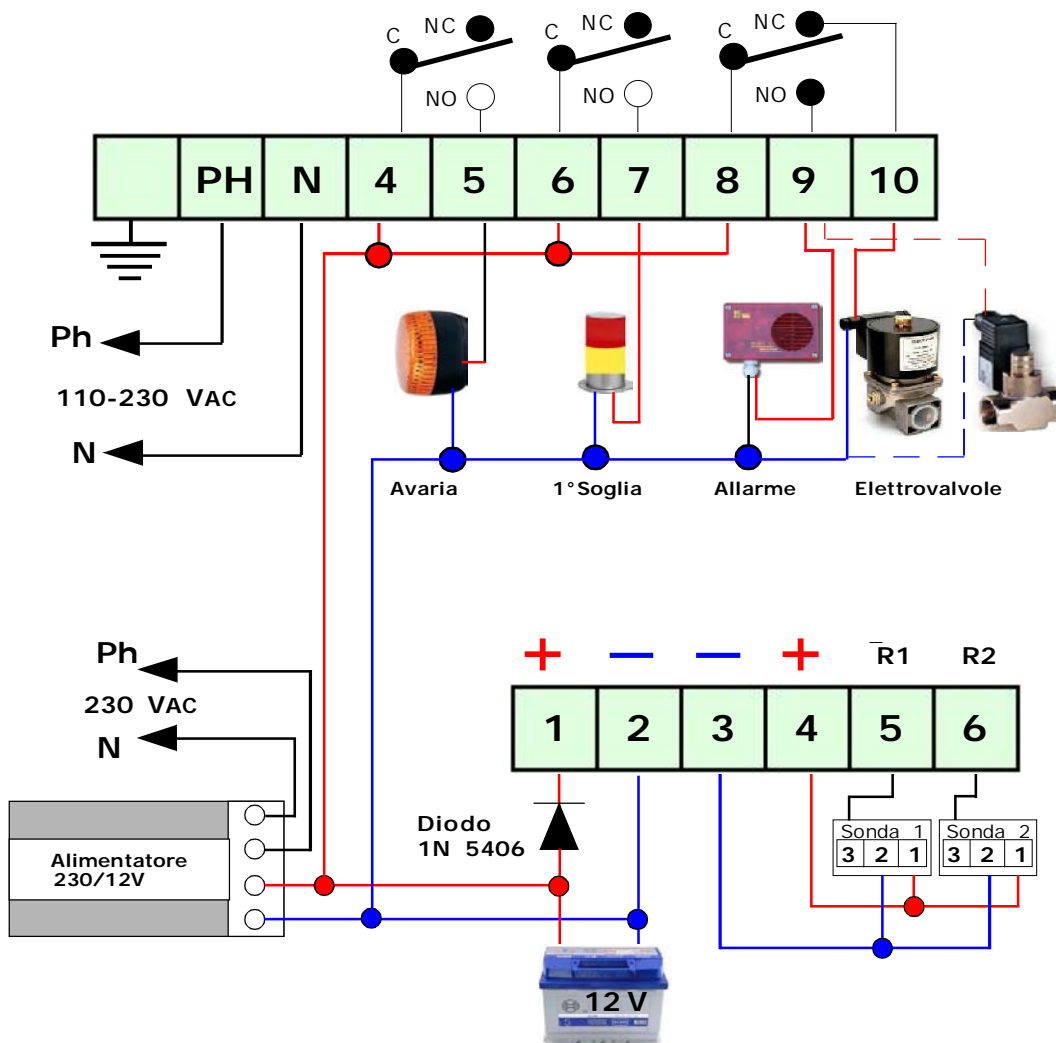 C NC C NC C NC
NO NO NO
PH N 4 5 6 7 8 9 10
Ph
110-230 VAC
N
Avaria 1°Soglia Allarme Elettrovalvole
Ph
230 VAC
N
+ — — + R1 R2
1 2 3 4 5 6
Diodo
1N 5406
Sonda 1 Sonda 2
3 2 1 3 2 1
Alimentatore
230/12V
12V